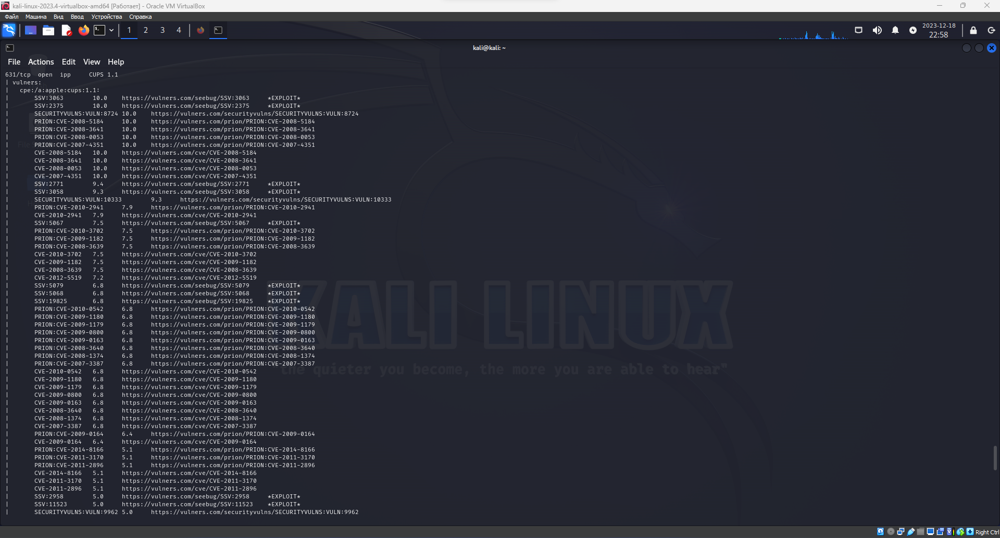 kali-linux-2023.4-virtualbox-amd64 [Работает] - Oracle VM VirtualBox
Файл Машина Вид Ввод Устройства Справка
1 2 3 4
2023-12-18
22:58
kali@kali: ~
File Actions Edit View Help
631/tcp open ipp CUPS 1.1
| vulners:
| cpe:/a:apple:cups:1.1:
| SSV:3063 10.0 https://vulners.com/seebug/SSV:3063 *EXPLOIT*
| SSV:2375 10.0 https://vulners.com/seebug/SSV:2375 *EXPLOIT*
| SECURITYVULNS:VULN:8724 10.0 https://vulners.com/securityvulns/SECURITYVULNS:VULN:8724
| PRION:CVE-2008-5184 10.0 https://vulners.com/prion/PRION:CVE-2008-5184
| PRION:CVE-2008-3641 10.0 https://vulners.com/prion/PRION:CVE-2008-3641
| PRION:CVE-2008-0053 10.0 https://vulners.com/prion/PRION:CVE-2008-0053
| PRION:CVE-2007-4351 10.0 https://vulners.com/prion/PRION:CVE-2007-4351
| CVE-2008-5184 10.0 https://vulners.com/cve/CVE-2008-5184
| CVE-2008-3641 10.0 https://vulners.com/cve/CVE-2008-3641
| CVE-2008-0053 10.0 https://vulners.com/cve/CVE-2008-0053
| CVE-2007-4351 10.0 https://vulners.com/cve/CVE-2007-4351
| SSV:2771 9.4 https://vulners.com/seebug/SSV:2771 *EXPLOIT*
| SSV:3058 9.3 https://vulners.com/seebug/SSV:3058 *EXPLOIT*
| SECURITYVULNS:VULN:10333 9.3 https://vulners.com/securityvulns/SECURITYVULNS:VULN:10333
| PRION:CVE-2010-2941 7.9 https://vulners.com/prion/PRION:CVE-2010-2941
| CVE-2010-2941 7.9 https://vulners.com/cve/CVE-2010-2941
| SSV:5067 7.5 https://vulners.com/seebug/SSV:5067 *EXPLOIT*
| PRION:CVE-2010-3702 7.5 https://vulners.com/prion/PRION:CVE-2010-3702
| PRION:CVE-2009-1182 7.5 https://vulners.com/prion/PRION:CVE-2009-1182
| PRION:CVE-2008-3639 7.5 https://vulners.com/prion/PRION:CVE-2008-3639
| CVE-2010-3702 7.5 https://vulners.com/cve/CVE-2010-3702
| CVE-2009-1182 7.5 https://vulners.com/cve/CVE-2009-1182
| CVE-2008-3639 7.5 https://vulners.com/cve/CVE-2008-3639
| CVE-2012-5519 7.2 https://vulners.com/cve/CVE-2012-5519
| SSV:5079 6.8 https://vulners.com/seebug/SSV:5079 *EXPLOIT*
| SSV:5068 6.8 https://vulners.com/seebug/SSV:5068 *EXPLOIT*
| SSV:19825 6.8 https://vulners.com/seebug/SSV:19825 *EXPLOIT*
| PRION:CVE-2010-0542 6.8 https://vulners.com/prion/PRION:CVE-2010-0542
| PRION:CVE-2009-1180 6.8 https://vulners.com/prion/PRION:CVE-2009-1180
| PRION:CVE-2009-1179 6.8 https://vulners.com/prion/PRION:CVE-2009-1179
| PRION:CVE-2009-0800 6.8 https://vulners.com/prion/PRION:CVE-2009-0800
| PRION:CVE-2009-0163 6.8 https://vulners.com/prion/PRION:CVE-2009-0163
| PRION:CVE-2008-3640 6.8 https://vulners.com/prion/PRION:CVE-2008-3640
| PRION:CVE-2008-1374 6.8 https://vulners.com/prion/PRION:CVE-2008-1374
| PRION:CVE-2007-3387 6.8 https://vulners.com/prion/PRION:CVE-2007-3387
| CVE-2010-0542 6.8 https://vulners.com/cve/CVE-2010-0542
| CVE-2009-1180 6.8 https://vulners.com/cve/CVE-2009-1180
| CVE-2009-1179 6.8 https://vulners.com/cve/CVE-2009-1179
| CVE-2009-0800 6.8 https://vulners.com/cve/CVE-2009-0800
| CVE-2009-0163 6.8 https://vulners.com/cve/CVE-2009-0163
| CVE-2008-3640 6.8 https://vulners.com/cve/CVE-2008-3640
| CVE-2008-1374 6.8 https://vulners.com/cve/CVE-2008-1374
| CVE-2007-3387 6.8 https://vulners.com/cve/CVE-2007-3387
| PRION:CVE-2009-0164 6.4 https://vulners.com/prion/PRION:CVE-2009-0164
| CVE-2009-0164 6.4 https://vulners.com/cve/CVE-2009-0164
| PRION:CVE-2014-8166 5.1 https://vulners.com/prion/PRION:CVE-2014-8166
| PRION:CVE-2011-3170 5.1 https://vulners.com/prion/PRION:CVE-2011-3170
| PRION:CVE-2011-2896 5.1 https://vulners.com/prion/PRION:CVE-2011-2896
| CVE-2014-8166 5.1 https://vulners.com/cve/CVE-2014-8166
| CVE-2011-3170 5.1 https://vulners.com/cve/CVE-2011-3170
| CVE-2011-2896 5.1 https://vulners.com/cve/CVE-2011-2896
| SSV:2958 5.0 https://vulners.com/seebug/SSV:2958 *EXPLOIT*
| SSV:11523 5.0 https://vulners.com/seebug/SSV:11523 *EXPLOIT*
| SECURITYVULNS:VULN:9962 5.0 https://vulners.com/securityvulns/SECURITYVULNS:VULN:9962
KALI LINUX
"the quieter you become, the more you are able to hear"
Right Ctrl